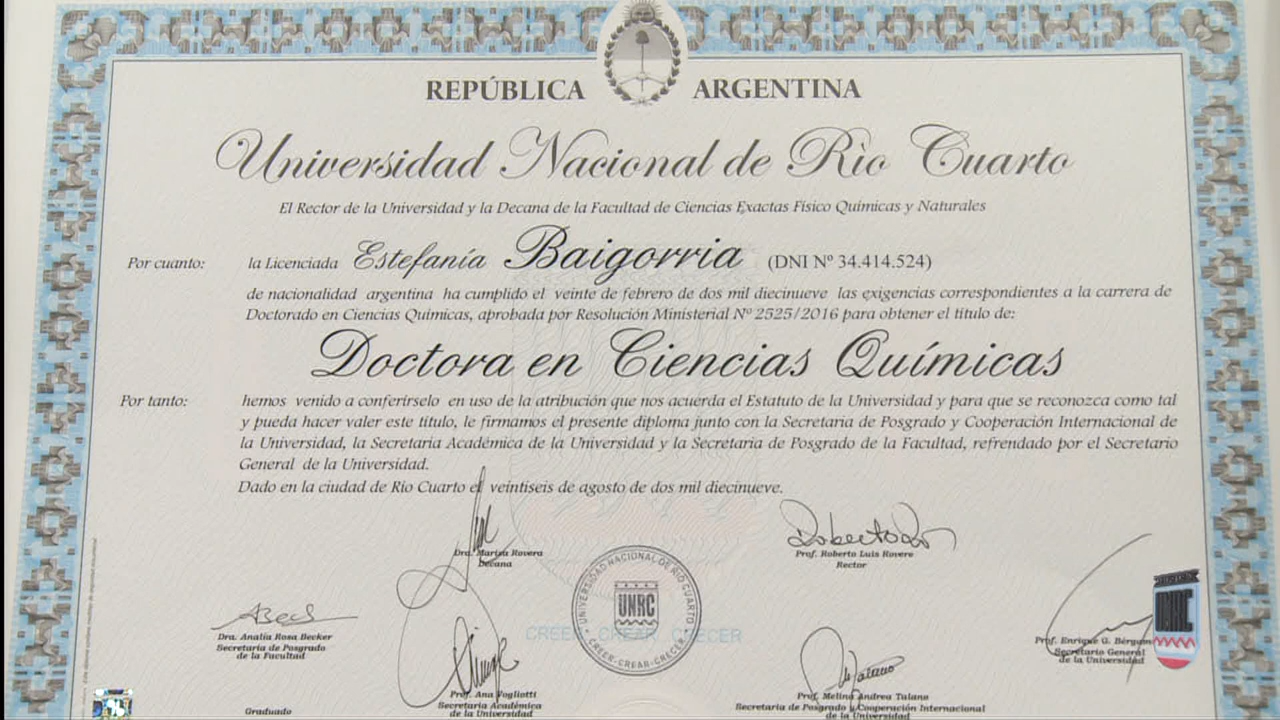 REPÚBLICA ARGENTINA
Universidad Nacional de Rìo Cuarto
El Rector de la Universidad y la Decana de la Facultad de Ciencias Exactas Físico Químicas y Naturales
Por cuanto: la Licenciada Estefanía Baigorria (DNI Nº 34.414.524)
de nacionalidad argentina ha cumplido el veinte de febrero de dos mil diecinueve las exigencias correspondientes a la carrera de
Doctorado en Ciencias Químicas, aprobada por Resolución Ministerial Nº 2525/2016 para obtener el título de:
Doctora en Ciencias Químicas
Por tanto: hemos venido a conferírselo en uso de la atribución que nos acuerda el Estatuto de la Universidad y para que se reconozca como tal
y pueda hacer valer este título, le firmamos el presente diploma junto con la Secretaria de Posgrado y Cooperación Internacional de
la Universidad, la Secretaria Académica de la Universidad y la Secretaria de Posgrado de la Facultad, refrendado por el Secretario
General de la Universidad.
Dado en la ciudad de Río Cuarto el veintiseis de agosto de dos mil diecinueve.
Dra. Marisa Rovera
Decana
Prof. Roberto Luis Rovere
Rector
UNIVERSIDAD NACIONAL DE RIO CUARTO
UNRC
CREER-CREAR-CRECER
CREER CREAR CRECER
Dra. Analía Rosa Becker
Secretaria de Posgrado
de la Facultad
Prof. Enrique G. Bérgamo
Secretario General
de la Universidad
UNRC
Prof. Ana Vogliotti
Secretaria Académica
de la Universidad
Prof. Melina Andrea Talano
Secretaria de Posgrado y Cooperación Internacional
de la Universidad
Graduado